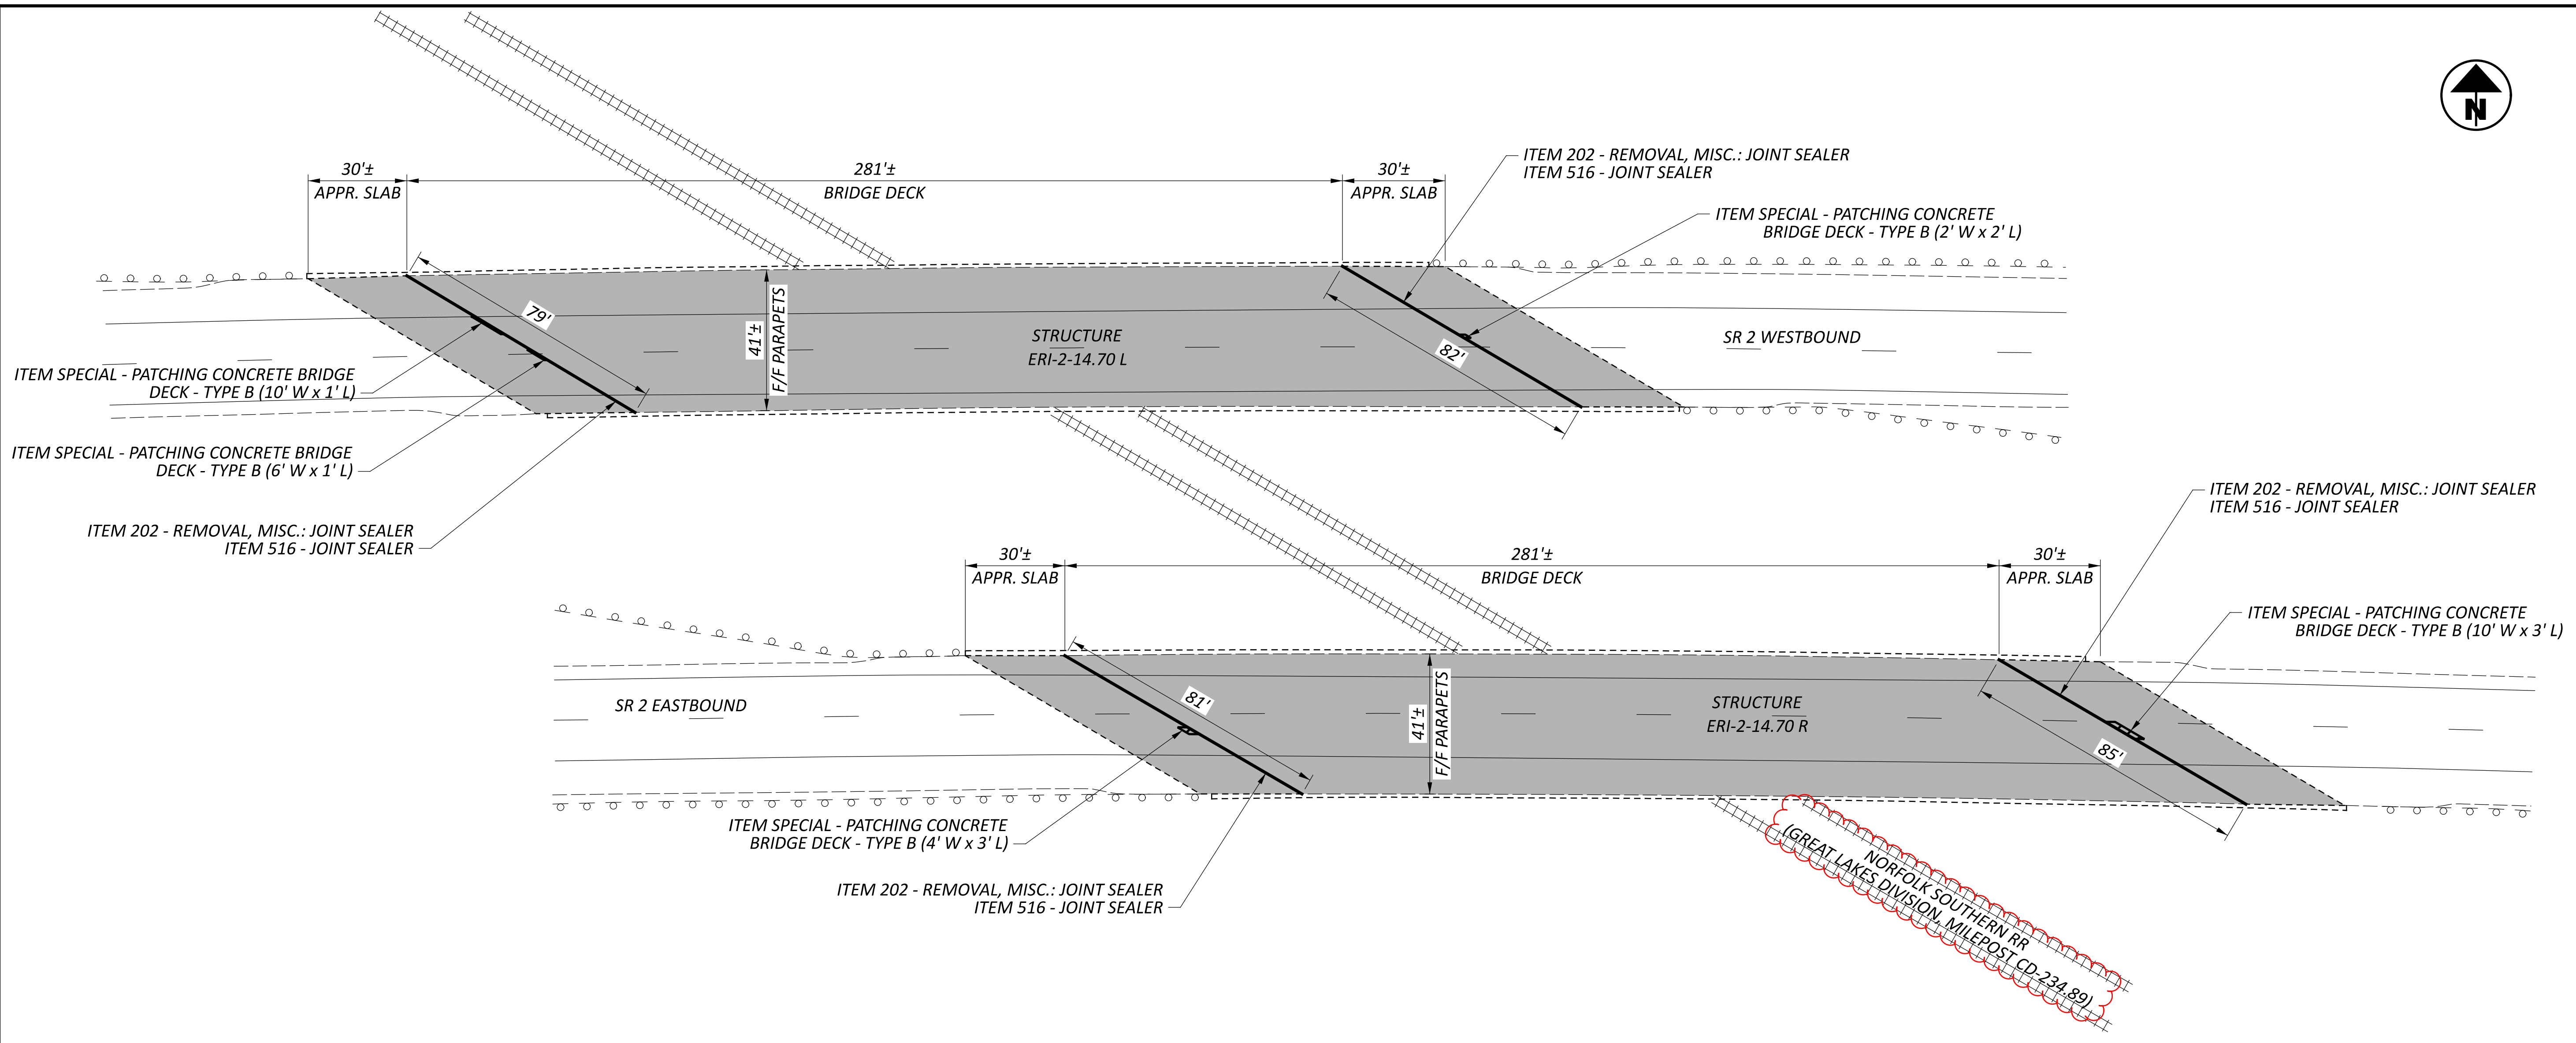 N
30'±
APPR. SLAB
281'±
BRIDGE DECK
30'±
APPR. SLAB
ITEM 202 - REMOVAL, MISC.: JOINT SEALER
ITEM 516 - JOINT SEALER
ITEM SPECIAL - PATCHING CONCRETE
BRIDGE DECK - TYPE B (2' W x 2' L)
79'
41'±
F/F PARAPETS
STRUCTURE
ERI-2-14.70 L
82'
SR 2 WESTBOUND
ITEM SPECIAL - PATCHING CONCRETE BRIDGE
DECK - TYPE B (10' W x 1' L)
ITEM SPECIAL - PATCHING CONCRETE BRIDGE
DECK - TYPE B (6' W x 1' L)
ITEM 202 - REMOVAL, MISC.: JOINT SEALER
ITEM 516 - JOINT SEALER
30'±
APPR. SLAB
281'±
BRIDGE DECK
30'±
APPR. SLAB
ITEM 202 - REMOVAL, MISC.: JOINT SEALER
ITEM 516 - JOINT SEALER
ITEM SPECIAL - PATCHING CONCRETE
BRIDGE DECK - TYPE B (10' W x 3' L)
SR 2 EASTBOUND
81'
41'±
F/F PARAPETS
STRUCTURE
ERI-2-14.70 R
85'
ITEM SPECIAL - PATCHING CONCRETE
BRIDGE DECK - TYPE B (4' W x 3' L)
ITEM 202 - REMOVAL, MISC.: JOINT SEALER
ITEM 516 - JOINT SEALER
NORFOLK SOUTHERN RR
(GREAT LAKES DIVISION, MILEPOST CD-234.89)